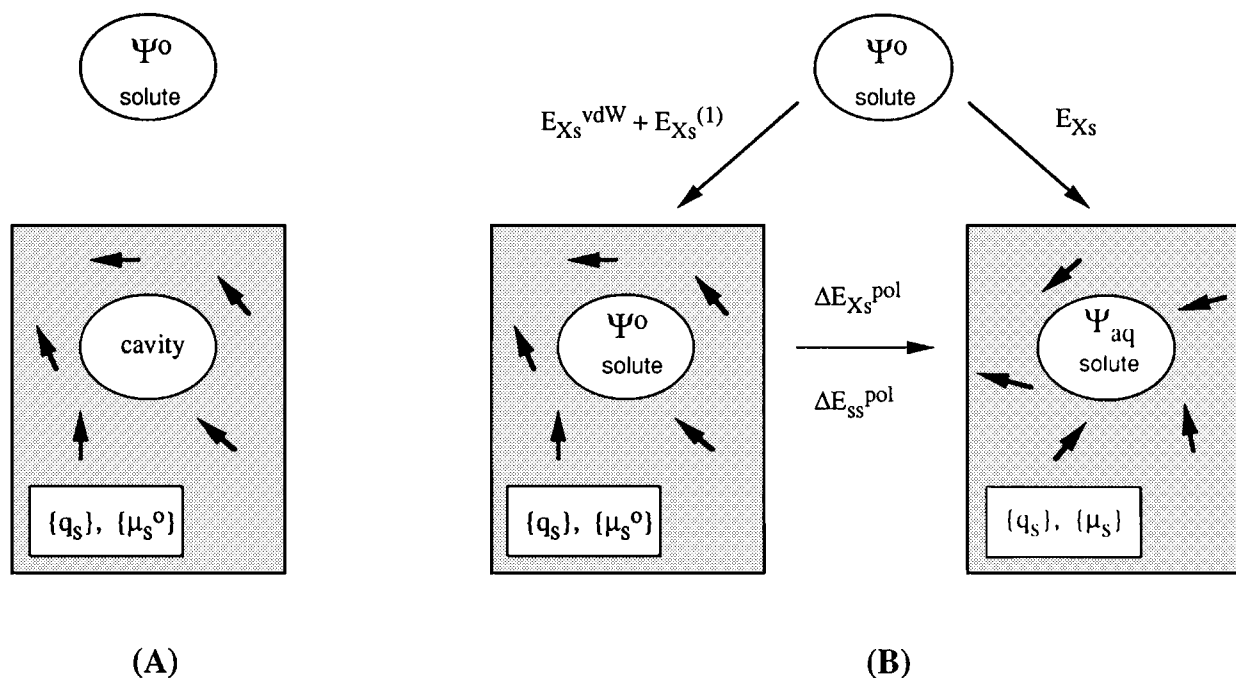 Ψo
solute
cavity
{qs}, {μso}
(A)
Ψo
solute
EXsvdW + EXs(1)
EXs
Ψo
solute
{qs}, {μso}
ΔEXspol
ΔEsspol
Ψaq
solute
{qs}, {μs}
(B)